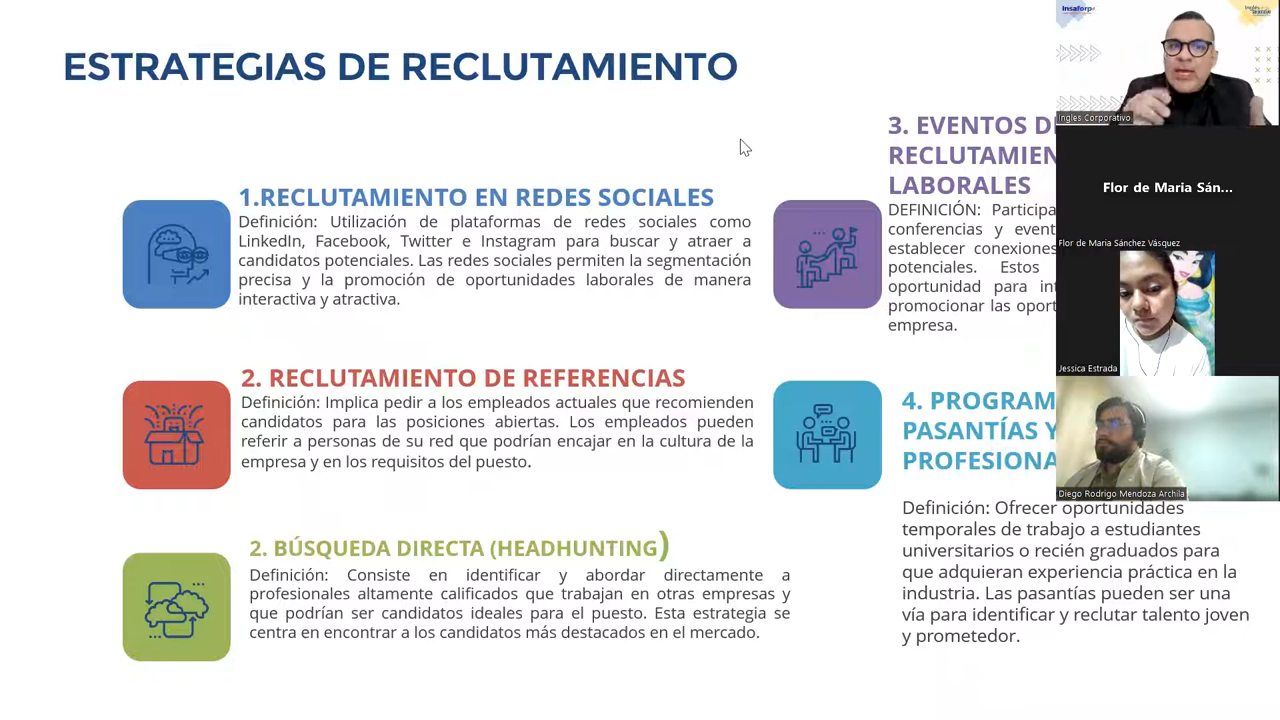 ESTRATEGIAS DE RECLUTAMIENTO
1.RECLUTAMIENTO EN REDES SOCIALES
Definición: Utilización de plataformas de redes sociales como
LinkedIn, Facebook, Twitter e Instagram para buscar y atraer a
candidatos potenciales. Las redes sociales permiten la segmentación
precisa y la promoción de oportunidades laborales de manera
interactiva y atractiva.
2. RECLUTAMIENTO DE REFERENCIAS
Definición: Implica pedir a los empleados actuales que recomienden
candidatos para las posiciones abiertas. Los empleados pueden
referir a personas de su red que podrían encajar en la cultura de la
empresa y en los requisitos del puesto.
2. BÚSQUEDA DIRECTA (HEADHUNTING)
Definición: Consiste en identificar y abordar directamente a
profesionales altamente calificados que trabajan en otras empresas y
que podrían ser candidatos ideales para el puesto. Esta estrategia se
centra en encontrar a los candidatos más destacados en el mercado.
3. EVENTOS
LABORALES
DEFINICIÓN:
conferencias y
establecer conexiones
potenciales. Estos
oportunidad para
promocionar las
empresa.
4.
PASANTÍAS Y
Definición: Ofrecer oportunidades
temporales de trabajo a estudiantes
universitarios o recién graduados para
que adquieran experiencia práctica en la
industria. Las pasantías pueden ser una
vía para identificar y reclutar talento joven
y prometedor.
insaforp
Ingles Corporativo
Flor de Maria Sán...
Flor de Maria Sánchez Vásquez
Jessica Estrada
Diego Rodrigo Mendoza Archila